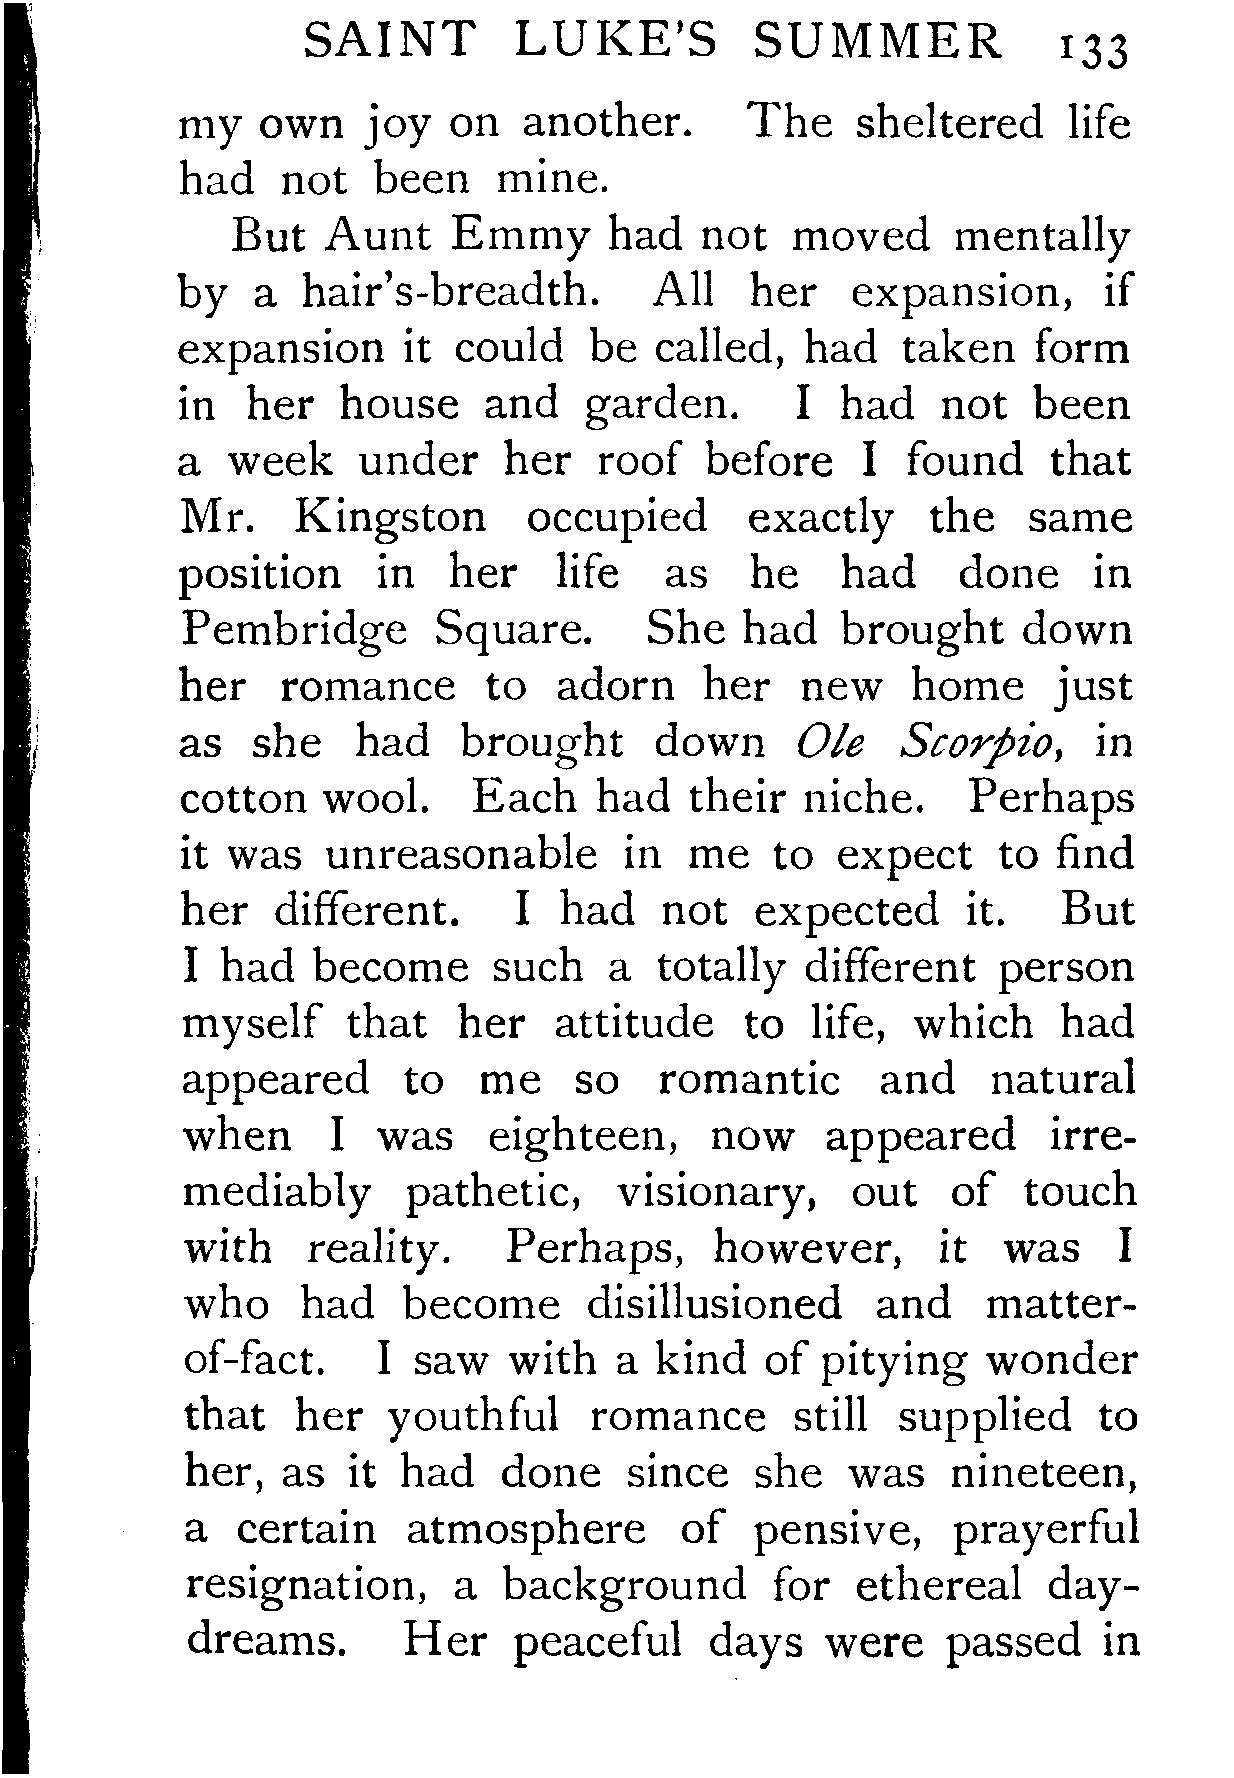 SAINT LUKE'S SUMMER 133
my own joy on another. The sheltered life
had not been mine.
But Aunt Emmy had not moved mentally
by a hair's-breadth. All her expansion, if
expansion it could be called, had taken form
in her house and garden. I had not been
a week under her roof before I found that
Mr. Kingston occupied exactly the same
position in her life as he had done in
Pembridge Square. She had brought down
her romance to adorn her new home just
as she had brought down Ole Scorpio, in
cotton wool. Each had their niche. Perhaps
it was unreasonable in me to expect to find
her different. I had not expected it. But
I had become such a totally different person
myself that her attitude to life, which had
appeared to me so romantic and natural
when I was eighteen, now appeared irre-
mediably pathetic, visionary, out of touch
with reality. Perhaps, however, it was I
who had become disillusioned and matter-
of-fact. I saw with a kind of pitying wonder
that her youthful romance still supplied to
her, as it had done since she was nineteen,
a certain atmosphere of pensive, prayerful
resignation, a background for ethereal day-
dreams. Her peaceful days were passed in